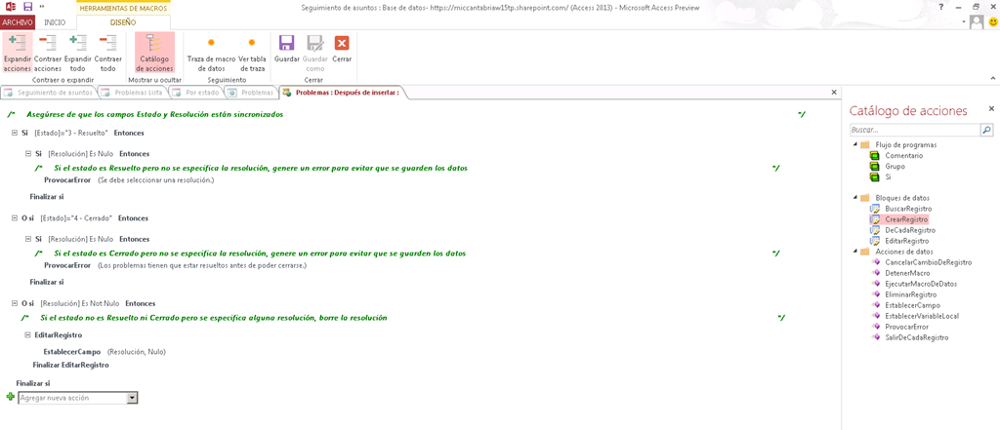 Seguimiento de asuntos : Base de datos- https://miccantabriaw15tp.sharepoint.com/ (Access 2013) - Microsoft Access Preview
HERRAMIENTAS DE MACROS
ARCHIVO INICIO DISEÑO
Expandir acciones
Contraer acciones
Expandir todo
Contraer todo
Contraer o expandir
Catálogo de acciones
Mostrar u ocultar
Traza de macro de datos
Ver tabla de traza
Seguimiento
Guardar
Guardar como
Cerrar
Cerrar
Seguimiento de asuntos Problemas Lista Por estado Problemas Problemas : Después de insertar :
/* Asegúrese de que los campos Estado y Resolución están sincronizados */
Si [Estado]="3 - Resuelto" Entonces
Si [Resolución] Es Nulo Entonces
/* Si el estado es Resuelto pero no se especifica la resolución, genere un error para evitar que se guarden los datos */
ProvocarError (Se debe seleccionar una resolución.)
Finalizar si
O si [Estado]="4 - Cerrado" Entonces
Si [Resolución] Es Nulo Entonces
/* Si el estado es Cerrado pero no se especifica la resolución, genere un error para evitar que se guarden los datos */
ProvocarError (Los problemas tienen que estar resueltos antes de poder cerrarse.)
Finalizar si
O si [Resolución] Es Not Nulo Entonces
/* Si el estado no es Resuelto ni Cerrado pero se especifica alguna resolución, borre la resolución */
EditarRegistro
EstablecerCampo (Resolución, Nulo)
Finalizar EditarRegistro
Finalizar si
Agregar nueva acción
Catálogo de acciones
Buscar...
Flujo de programas
Comentario
Grupo
Si
Bloques de datos
BuscarRegistro
CrearRegistro
DeCadaRegistro
EditarRegistro
Acciones de datos
CancelarCambioDeRegistro
DetenerMacro
EjecutarMacroDeDatos
EliminarRegistro
EstablecerCampo
EstablecerVariableLocal
ProvocarError
SalirDeCadaRegistro